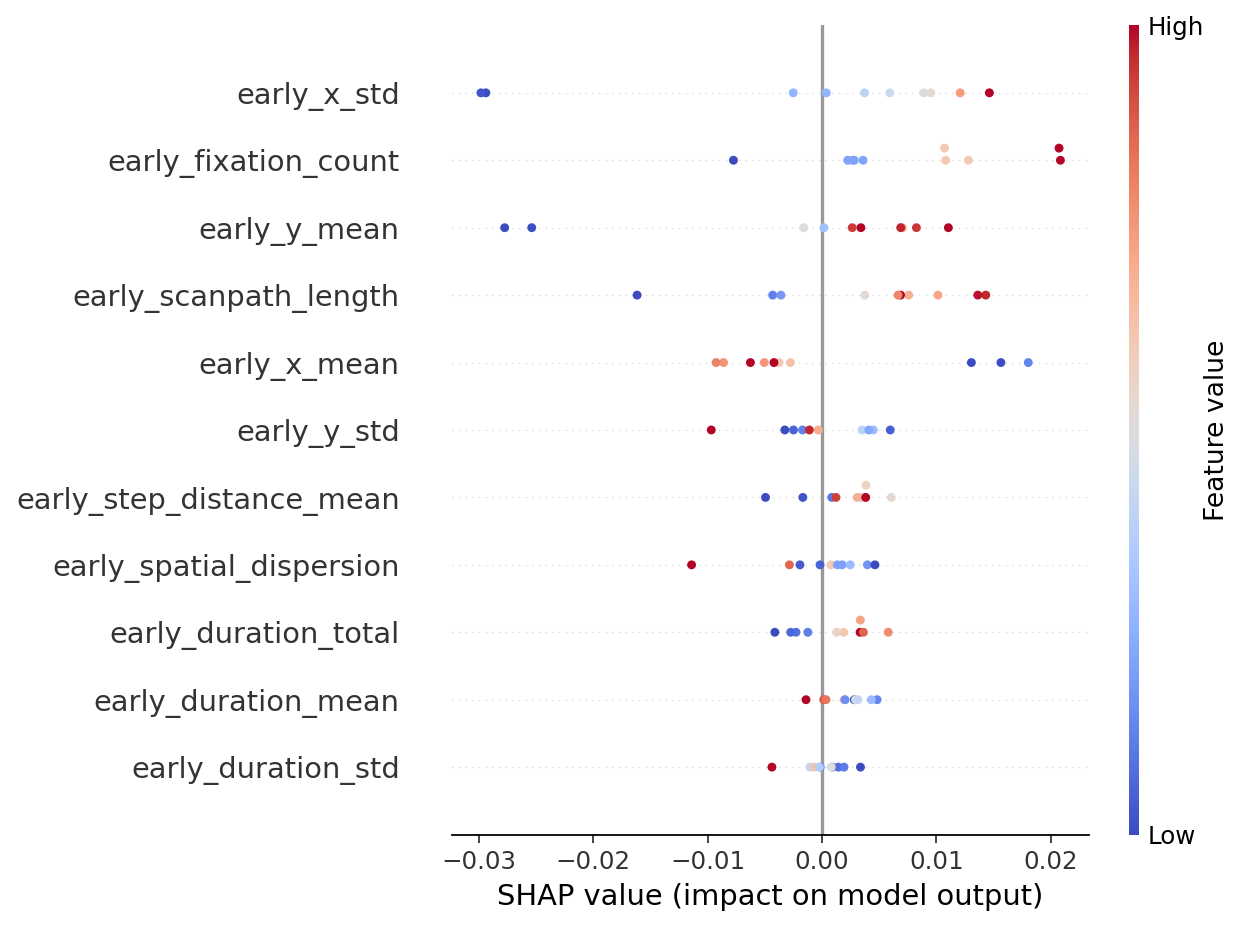 High
early_x_std
early_fixation_count
early_y_mean
early_scanpath_length
early_x_mean
early_y_std
early_step_distance_mean
early_spatial_dispersion
early_duration_total
early_duration_mean
early_duration_std
Feature value
Low
−0.03 −0.02 −0.01 0.00 0.01 0.02
SHAP value (impact on model output)